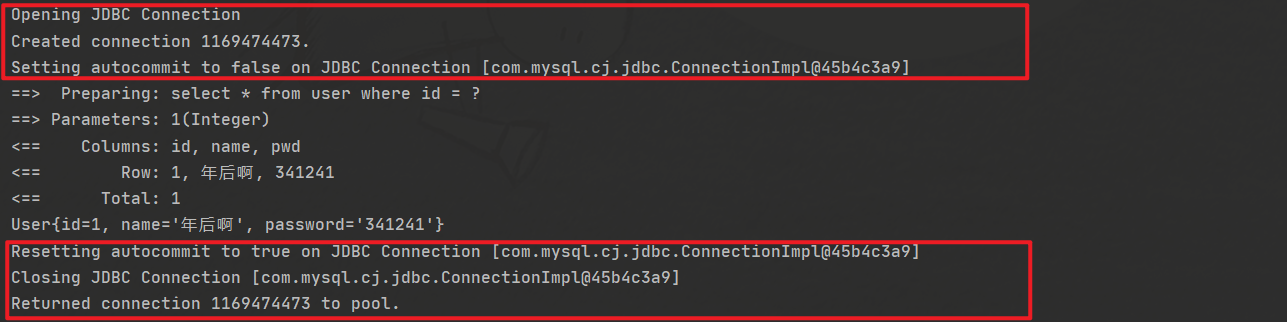 Opening JDBC Connection
Created connection 1169474473.
Setting autocommit to false on JDBC Connection [com.mysql.cj.jdbc.ConnectionImpl@45b4c3a9]
==>  Preparing: select * from user where id = ?
==> Parameters: 1(Integer)
<==    Columns: id, name, pwd
<==        Row: 1, 年后啊, 341241
<==      Total: 1
User{id=1, name='年后啊', password='341241'}
Resetting autocommit to true on JDBC Connection [com.mysql.cj.jdbc.ConnectionImpl@45b4c3a9]
Closing JDBC Connection [com.mysql.cj.jdbc.ConnectionImpl@45b4c3a9]
Returned connection 1169474473 to pool.